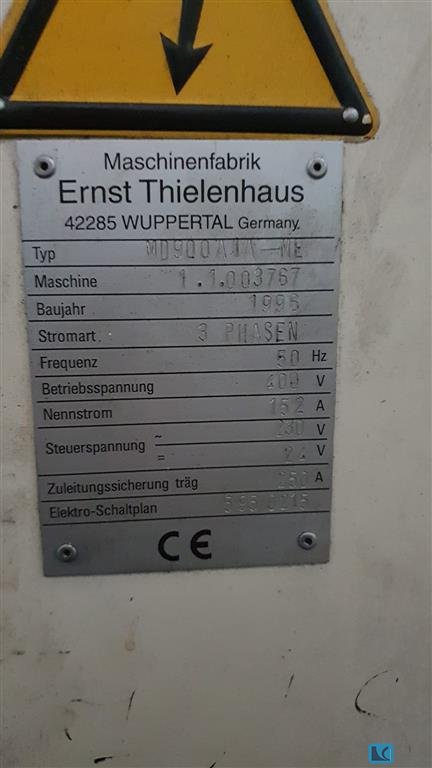 Maschinenfabrik
Ernst Thielenhaus
42285 WUPPERTAL Germany.
Typ
Maschine 1.1.003767
Baujahr 1996
Stromart 3 PHASEN
Frequenz 50 Hz
Betriebsspannung 400 V
Nennstrom 152 A
Steuerspannung ~ 230 V
= 24 V
Zuleitungssicherung träg 250 A
Elektro-Schaltplan
CE